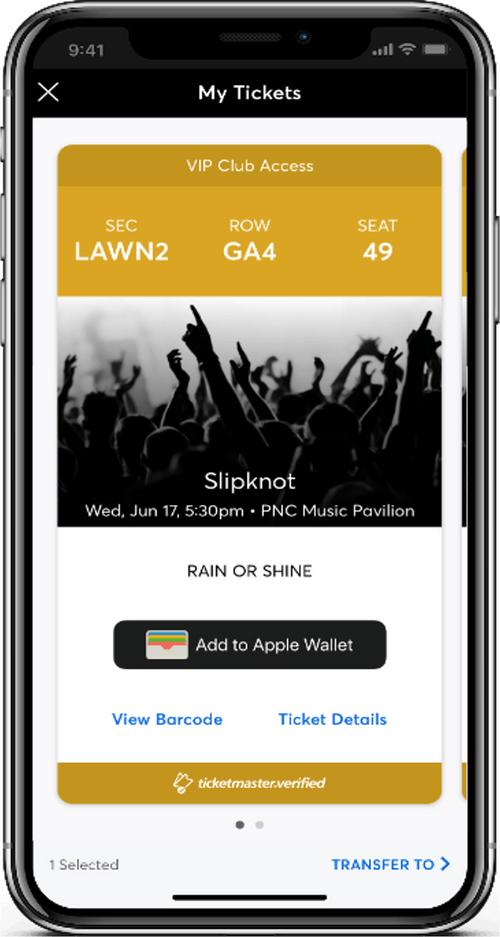 9:41
My Tickets
VIP Club Access
SEC ROW SEAT
LAWN2 GA4 49
Slipknot
Wed, Jun 17, 5:30pm • PNC Music Pavilion
RAIN OR SHINE
Add to Apple Wallet
View Barcode Ticket Details
ticketmaster.verified
1 Selected TRANSFER TO